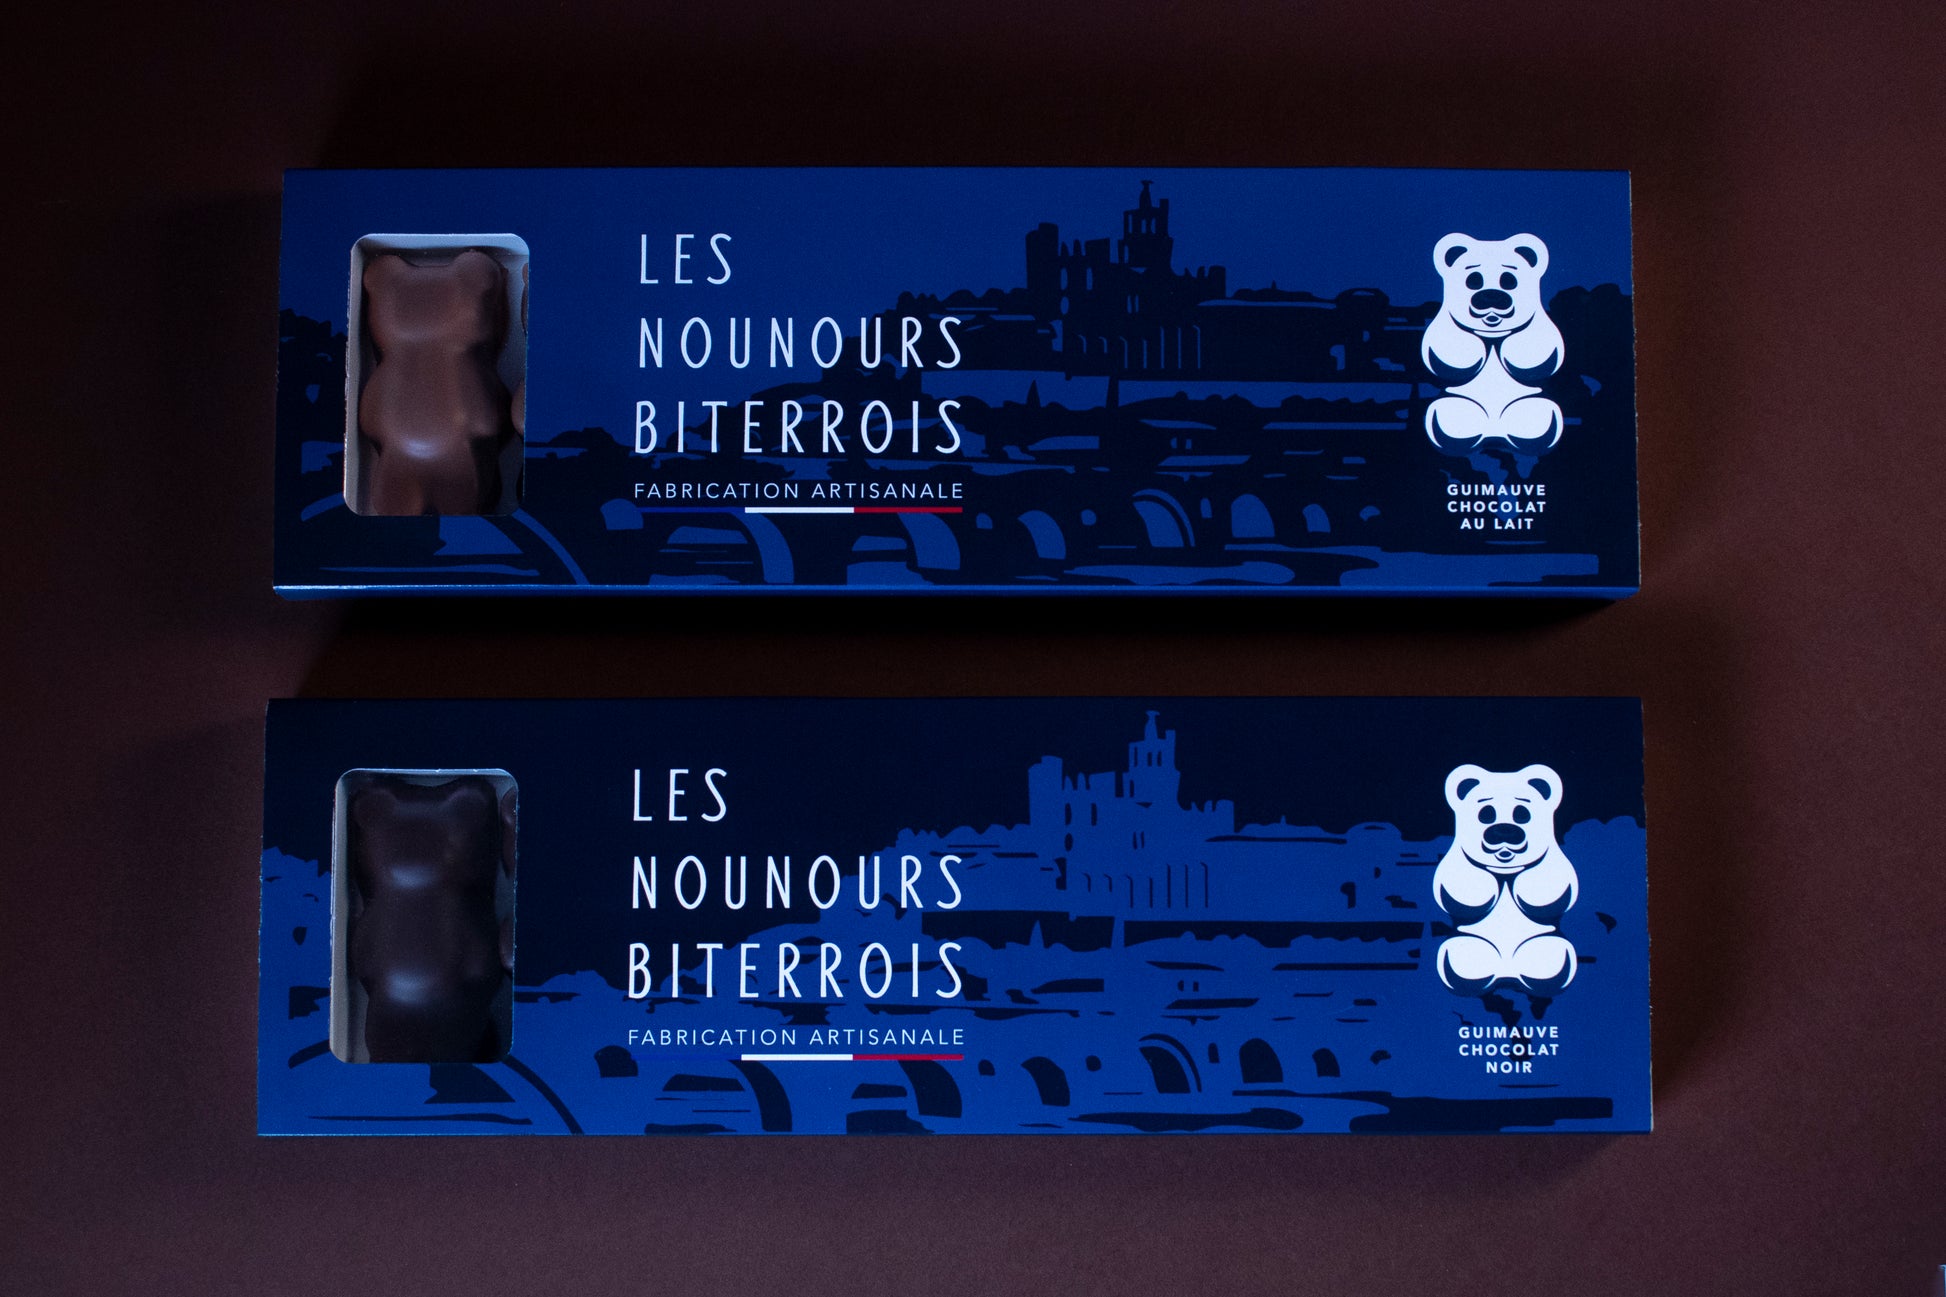 LES
NOUNOURS
BITERROIS
FABRICATION ARTISANALE
GUIMAUVE
CHOCOLAT
AU LAIT
LES
NOUNOURS
BITERROIS
FABRICATION ARTISANALE
GUIMAUVE
CHOCOLAT
NOIR